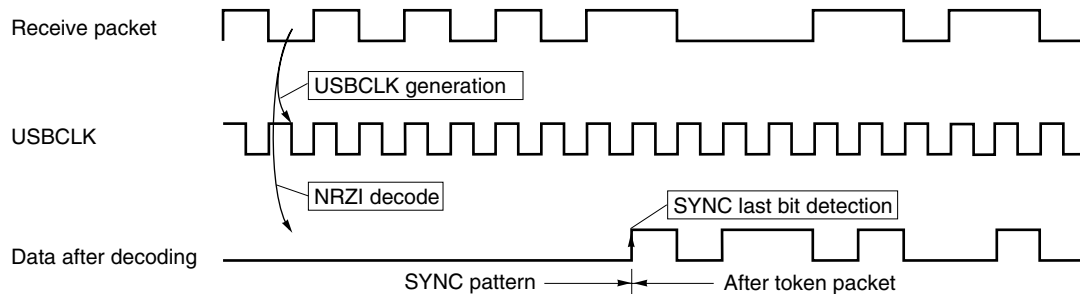 Receive packet
USBCLK generation
USBCLK
NRZI decode
SYNC last bit detection
Data after decoding
SYNC pattern
After token packet